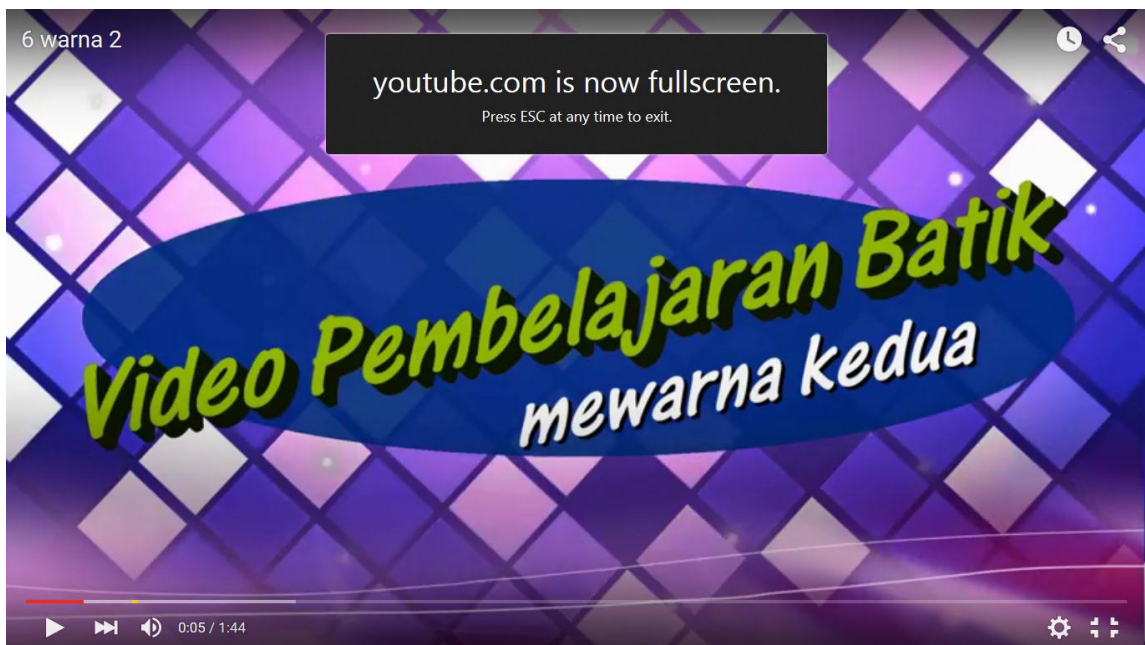 6 warna 2
youtube.com is now fullscreen.
Press ESC at any time to exit.
Video Pembelajaran Batik
mewarna kedua
0:05 / 1:44